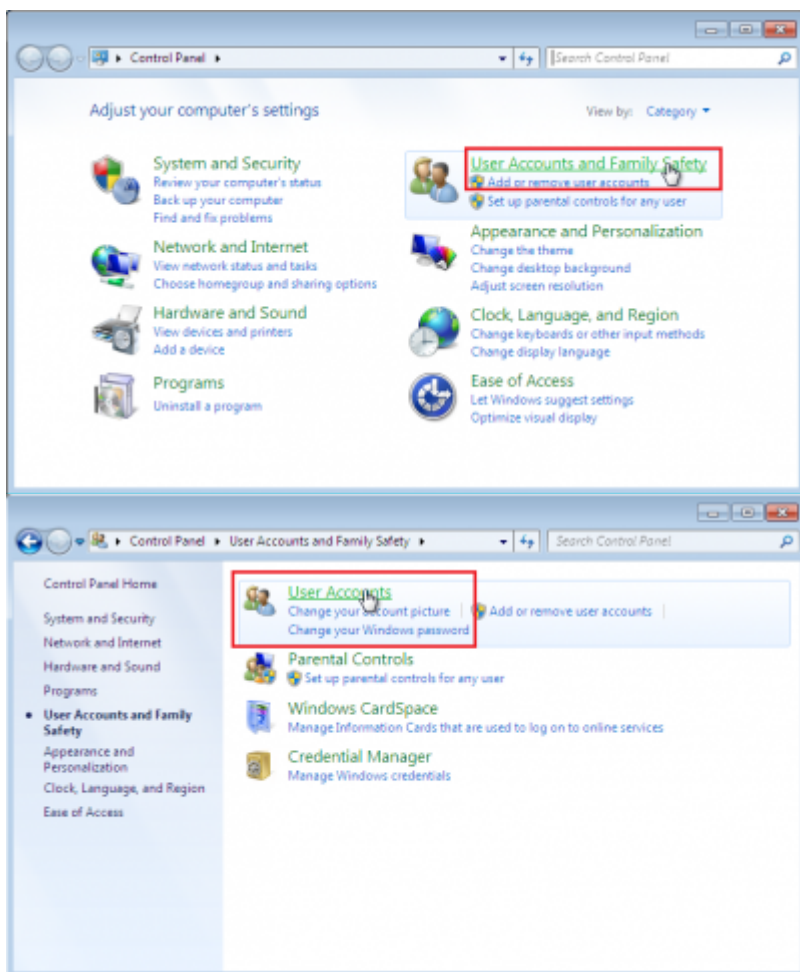 Control Panel
Search Control Panel
Adjust your computer's settings
View by: Category
System and Security
Review your computer's status
Back up your computer
Find and fix problems
Network and Internet
View network status and tasks
Choose homegroup and sharing options
Hardware and Sound
View devices and printers
Add a device
Programs
Uninstall a program
User Accounts and Family Safety
Add or remove user accounts
Set up parental controls for any user
Appearance and Personalization
Change the theme
Change desktop background
Adjust screen resolution
Clock, Language, and Region
Change keyboards or other input methods
Change display language
Ease of Access
Let Windows suggest settings
Optimize visual display
Control Panel User Accounts and Family Safety
Search Control Panel
Control Panel Home
System and Security
Network and Internet
Hardware and Sound
Programs
User Accounts and Family
Safety
Appearance and
Personalization
Clock, Language, and Region
Ease of Access
User Accounts
Change your account picture
Add or remove user accounts
Change your Windows password
Parental Controls
Set up parental controls for any user
Windows CardSpace
Manage Information Cards that are used to log on to online services
Credential Manager
Manage Windows credentials